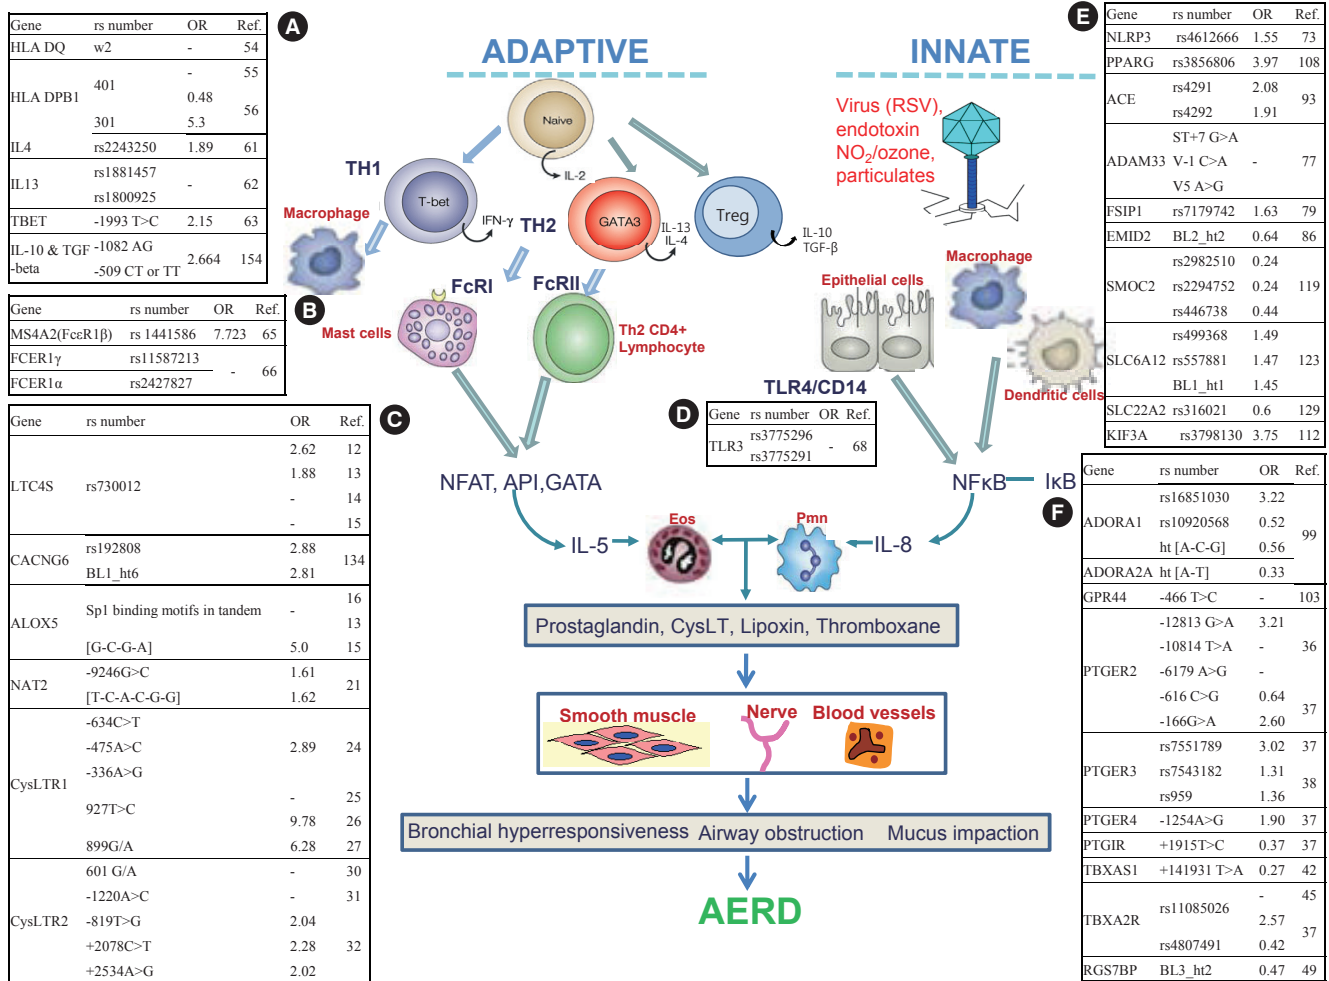 A
Gene rs number OR Ref.
HLA DQ w2 - 54
HLA DPB1 401 - 55
0.48 56
301 5.3
IL4 rs2243250 1.89 61
IL13 rs1881457 - 62
rs1800925
TBET -1993 T>C 2.15 63
IL-10 & TGF -1082 AG 2.664 154
-beta -509 CT or TT
B
Gene rs number OR Ref.
MS4A2(FcεR1β) rs 1441586 7.723 65
FCER1γ rs11587213 - 66
FCER1α rs2427827
C
Gene rs number OR Ref.
LTC4S rs730012 2.62 12
1.88 13
- 14
- 15
CACNG6 rs192808 2.88 134
BL1_ht6 2.81
ALOX5 Sp1 binding motifs in tandem - 16
13
[G-C-G-A] 5.0 15
NAT2 -9246G>C 1.61 21
[T-C-A-C-G-G] 1.62
CysLTR1 -634C>T
-475A>C 2.89 24
-336A>G
927T>C - 25
9.78 26
899G/A 6.28 27
CysLTR2 601 G/A - 30
-1220A>C - 31
-819T>G 2.04
+2078C>T 2.28 32
+2534A>G 2.02
ADAPTIVE
INNATE
Naive
IL-2
TH1
T-bet
IFN-γ
TH2
GATA3
IL-13
IL-4
Treg
IL-10
TGF-β
Macrophage
FcRI
FcRII
Mast cells
Th2 CD4+
Lymphocyte
Virus (RSV),
endotoxin
NO₂/ozone,
particulates
Epithelial cells
Macrophage
Dendritic cells
TLR4/CD14
D
Gene rs number OR Ref.
TLR3 rs3775296 - 68
rs3775291
NFAT, API,GATA
NFκB
IκB
IL-5
Eos
Pmn
IL-8
Prostaglandin, CysLT, Lipoxin, Thromboxane
Smooth muscle
Nerve
Blood vessels
Bronchial hyperresponsiveness Airway obstruction Mucus impaction
AERD
E
Gene rs number OR Ref.
NLRP3 rs4612666 1.55 73
PPARG rs3856806 3.97 108
ACE rs4291 2.08 93
rs4292 1.91
ADAM33 ST+7 G>A - 77
V-1 C>A
V5 A>G
FSIP1 rs7179742 1.63 79
EMID2 BL2_ht2 0.64 86
SMOC2 rs2982510 0.24 119
rs2294752 0.24
rs446738 0.44
SLC6A12 rs499368 1.49 123
rs557881 1.47
BL1_ht1 1.45
SLC22A2 rs316021 0.6 129
KIF3A rs3798130 3.75 112
F
Gene rs number OR Ref.
ADORA1 rs16851030 3.22 99
rs10920568 0.52
ht [A-C-G] 0.56
ADORA2A ht [A-T] 0.33
GPR44 -466 T>C - 103
PTGER2 -12813 G>A 3.21 36
-10814 T>A -
-6179 A>G -
-616 C>G 0.64 37
-166G>A 2.60
PTGER3 rs7551789 3.02 37
rs7543182 1.31 38
rs959 1.36
PTGER4 -1254A>G 1.90 37
PTGIR +1915T>C 0.37 37
TBXAS1 +141931 T>A 0.27 42
TBXA2R rs11085026 - 45
2.57 37
rs4807491 0.42
RGS7BP BL3_ht2 0.47 49